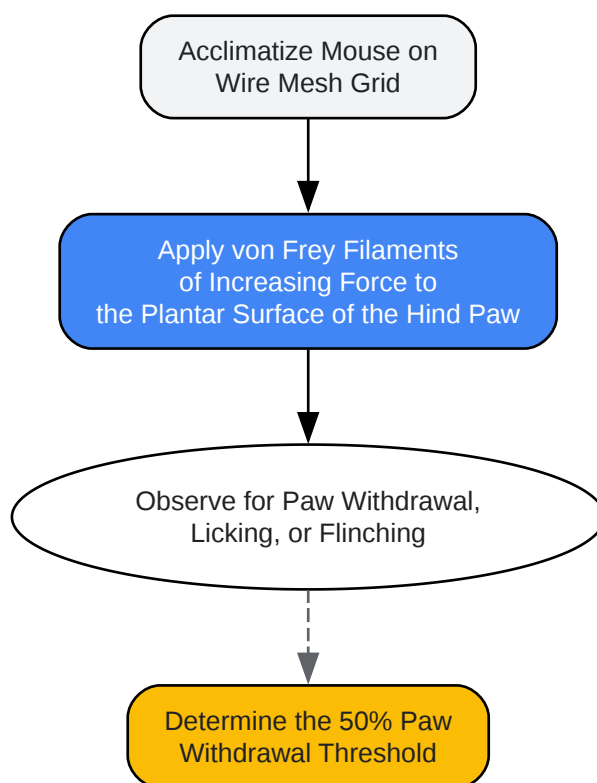 Acclimatize Mouse on
Wire Mesh Grid
Apply von Frey Filaments
of Increasing Force to
the Plantar Surface of the Hind Paw
Observe for Paw Withdrawal,
Licking, or Flinching
Determine the 50% Paw
Withdrawal Threshold